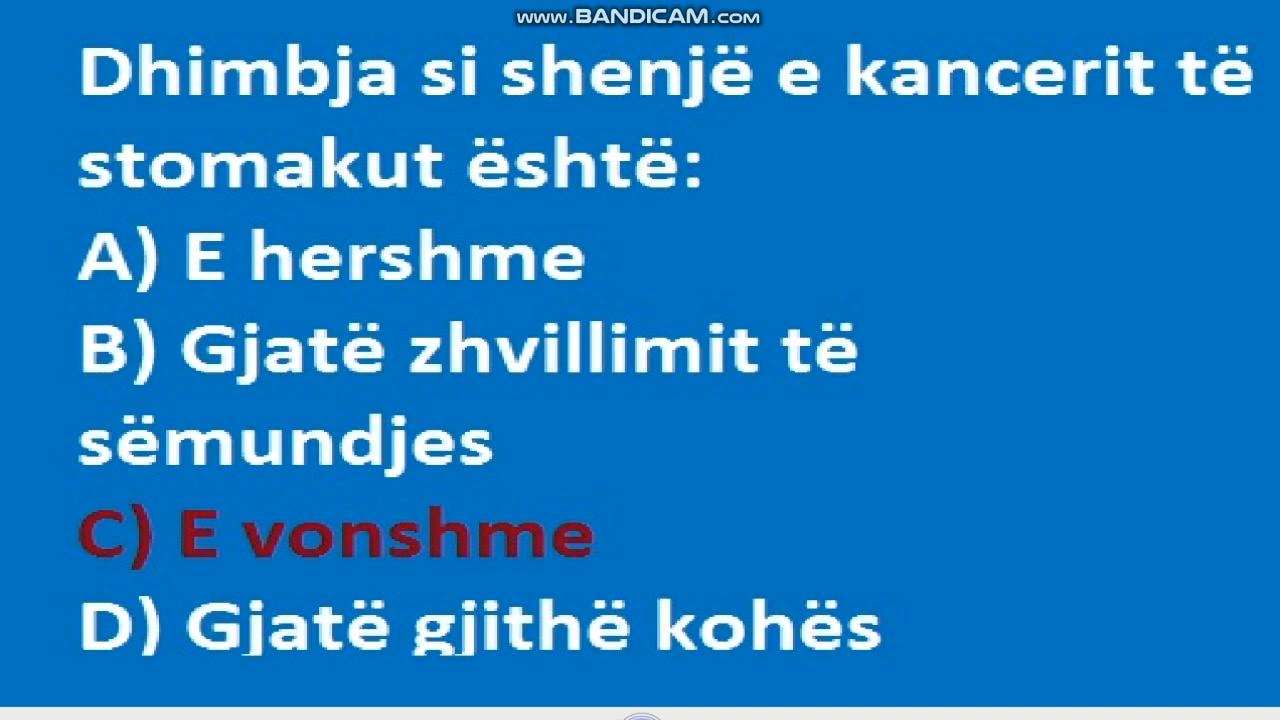 www.BANDICAM.com
Dhimbja si shenjë e kancerit të
stomakut është:
A) E hershme
B) Gjatë zhvillimit të
sëmundjes
C) E vonshme
D) Gjatë gjithë kohës